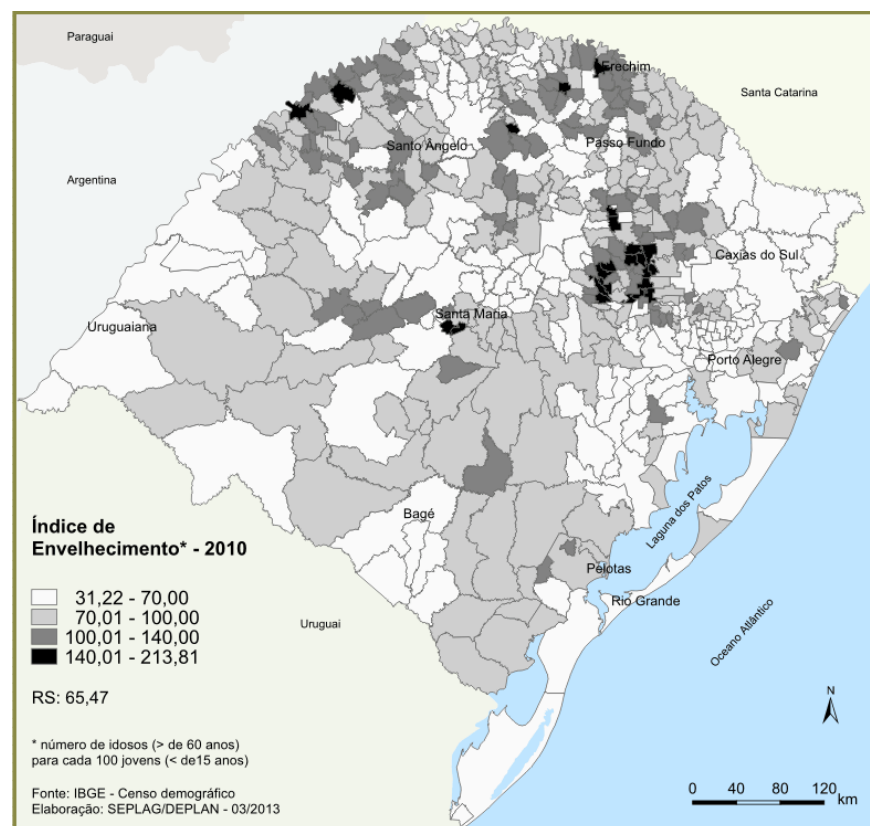 Paraguai
Erechim
Santa Catarina
Santo Ângelo
Passo Fundo
Argentina
Caxias do Sul
Santa Maria
Uruguaiana
Porto Alegre
Laguna dos Patos
Bagé
Pelotas
Rio Grande
Uruguai
Oceano Atlântico
Índice de
Envelhecimento* - 2010
31,22 - 70,00
70,01 - 100,00
100,01 - 140,00
140,01 - 213,81
RS: 65,47
* número de idosos (> de 60 anos)
para cada 100 jovens (< de15 anos)
Fonte: IBGE - Censo demográfico
Elaboração: SEPLAG/DEPLAN - 03/2013
N
0 40 80 120
km